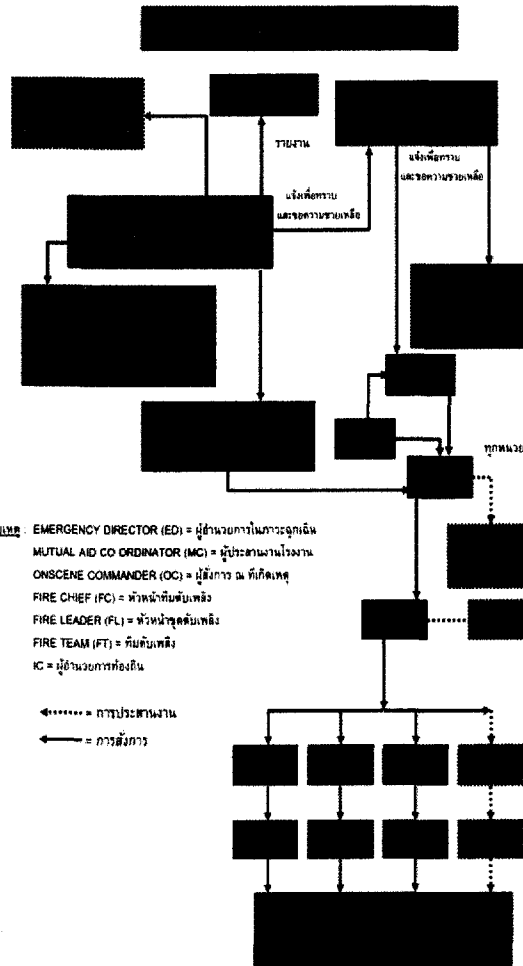 รายงาน
แจ้งเพื่อทราบ
และขอความช่วยเหลือ
แจ้งเพื่อทราบ
และขอความช่วยเหลือ
ทุกหน่วย
เหตุ : EMERGENCY DIRECTOR (ED) = ผู้อำนวยการในภาวะฉุกเฉิน
MUTUAL AID CO ORDINATOR (MC) = ผู้ประสานงานโรงงาน
ONSCENE COMMANDER (OC) = ผู้สั่งการ ณ ที่เกิดเหตุ
FIRE CHIEF (FC) = หัวหน้าทีมดับเพลิง
FIRE LEADER (FL) = หัวหน้าชุดดับเพลิง
FIRE TEAM (FT) = ทีมดับเพลิง
IC = ผู้อำนวยการท้องถิ่น
= การประสานงาน
= การสั่งการ